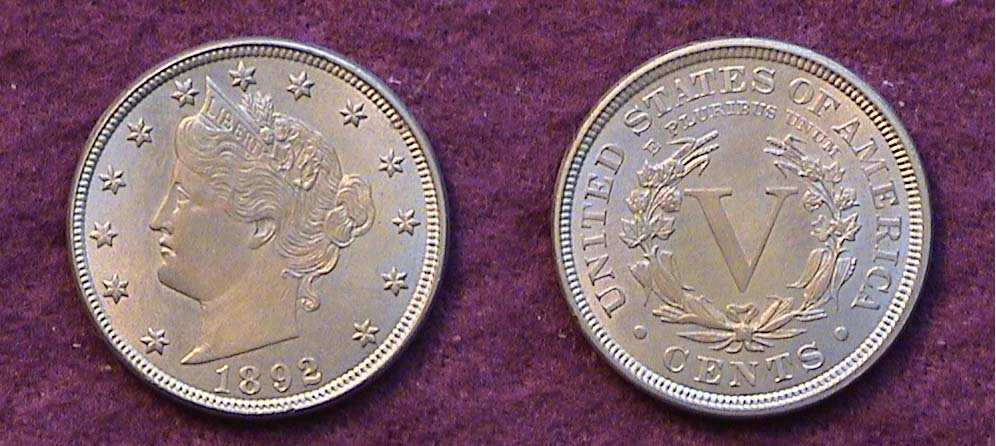 LIBERTY
1892
UNITED STATES OF AMERICA
E PLURIBUS UNUM
V
CENTS